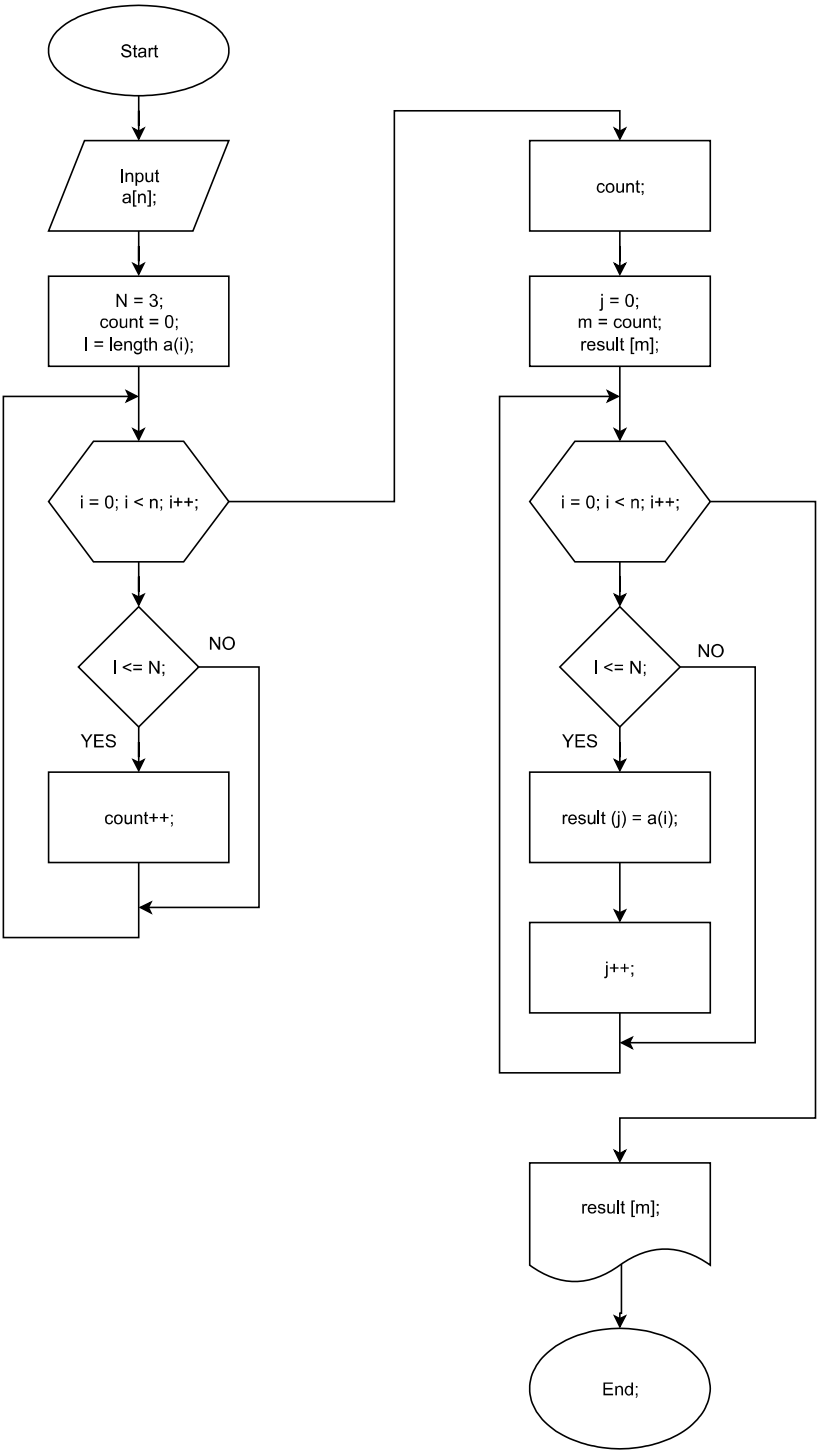 Start
Input
a[n];
N = 3;
count = 0;
l = length a(i);
i = 0; i < n; i++;
l <= N;
NO
YES
count++;
count;
j = 0;
m = count;
result [m];
i = 0; i < n; i++;
l <= N;
NO
YES
result (j) = a(i);
j++;
result [m];
End;